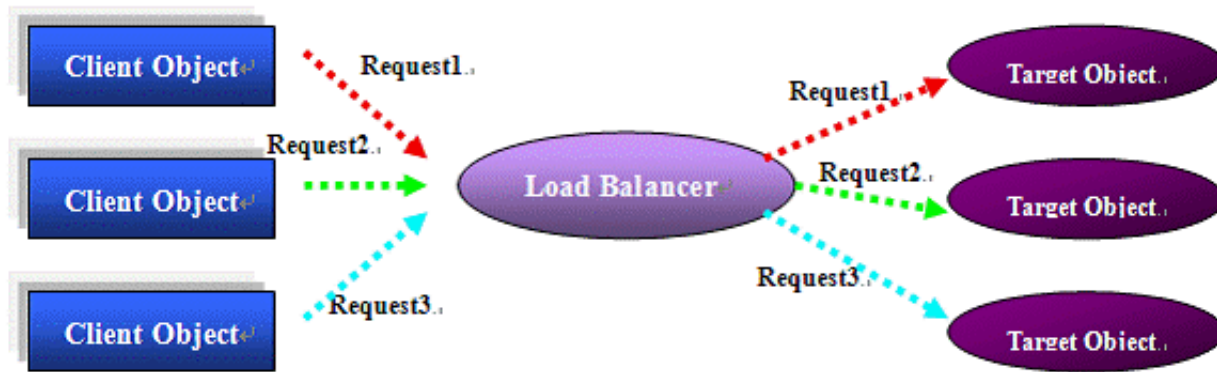 Client Object
Request1.
Request1.
Target Object.
Client Object
Request2.
Load Balancer
Request2.
Target Object.
Client Object
Request3.
Request3.
Target Object.